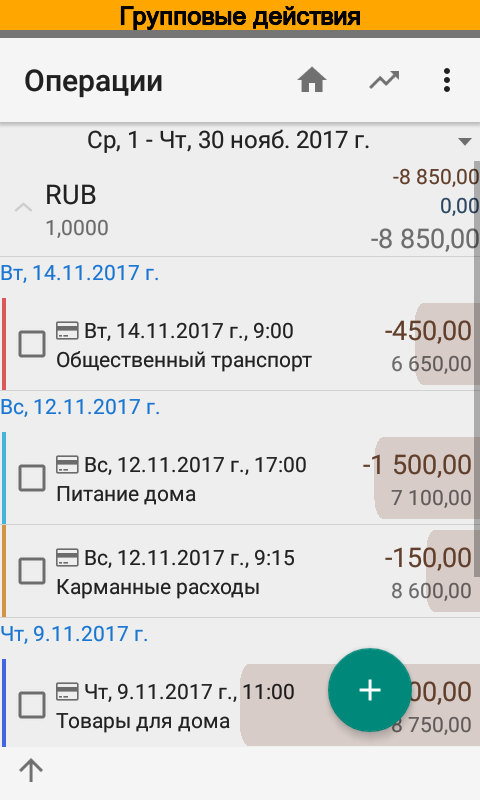 Групповые действия
Операции
Ср, 1 - Чт, 30 нояб. 2017 г.
RUB
1,0000
-8 850,00
0,00
-8 850,00
Вт, 14.11.2017 г.
Вт, 14.11.2017 г., 9:00
-450,00
Общественный транспорт
6 650,00
Вс, 12.11.2017 г.
Вс, 12.11.2017 г., 17:00
-1 500,00
Питание дома
7 100,00
Вс, 12.11.2017 г., 9:15
-150,00
Карманные расходы
8 600,00
Чт, 9.11.2017 г.
Чт, 9.11.2017 г., 11:00
Товары для дома
8 750,00